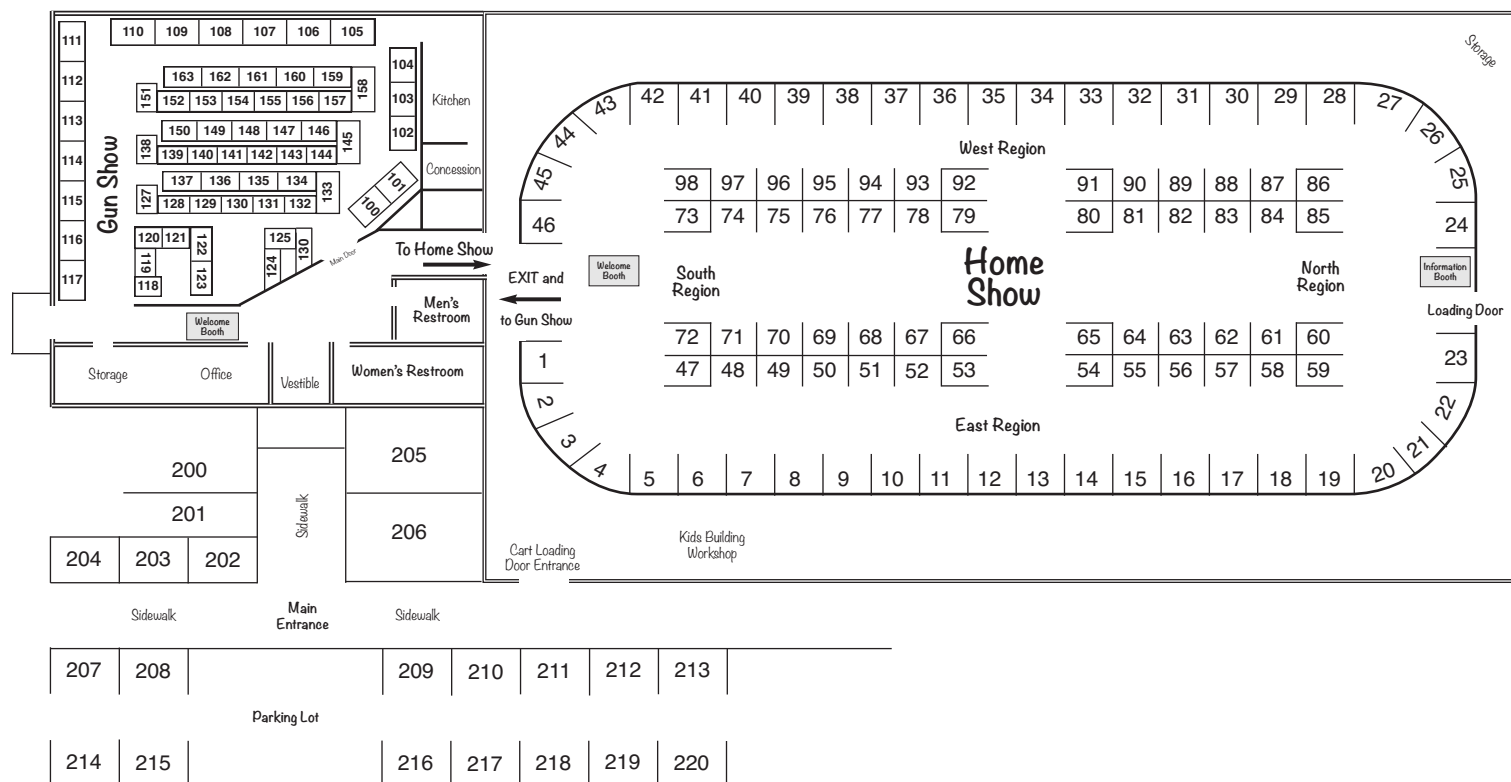 111
112
113
114
115
116
117
110 109 108 107 106 105
163 162 161 160 159
158
151
152 153 154 155 156 157
150 149 148 147 146
145
138
139 140 141 142 143 144
137 136 135 134
133
127
128 129 130 131 132
120 121
122
123
119
118
125
130
124
104
103
102
101
100
Gun Show
Kitchen
Concession
Main Door
To Home Show
Welcome
Booth
Men's
Restroom
Women's Restroom
Storage
Office
Vestible
EXIT and
to Gun Show
Storage
43 42 41 40 39 38 37 36 35 34 33 32 31 30 29 28 27
44
45
46
26
25
24
West Region
98 97 96 95 94 93 92
73 74 75 76 77 78 79
91 90 89 88 87 86
80 81 82 83 84 85
Welcome
Booth
South
Region
Home
Show
North
Region
Information
Booth
Loading Door
72 71 70 69 68 67 66
47 48 49 50 51 52 53
65 64 63 62 61 60
54 55 56 57 58 59
East Region
1
2
3
4
23
22
21
20
5 6 7 8 9 10 11 12 13 14 15 16 17 18 19
Cart Loading
Door Entrance
Kids Building
Workshop
200
201
204 203 202
Sidewalk
205
206
Sidewalk
Main
Entrance
Sidewalk
207 208
209 210 211 212 213
Parking Lot
214 215
216 217 218 219 220